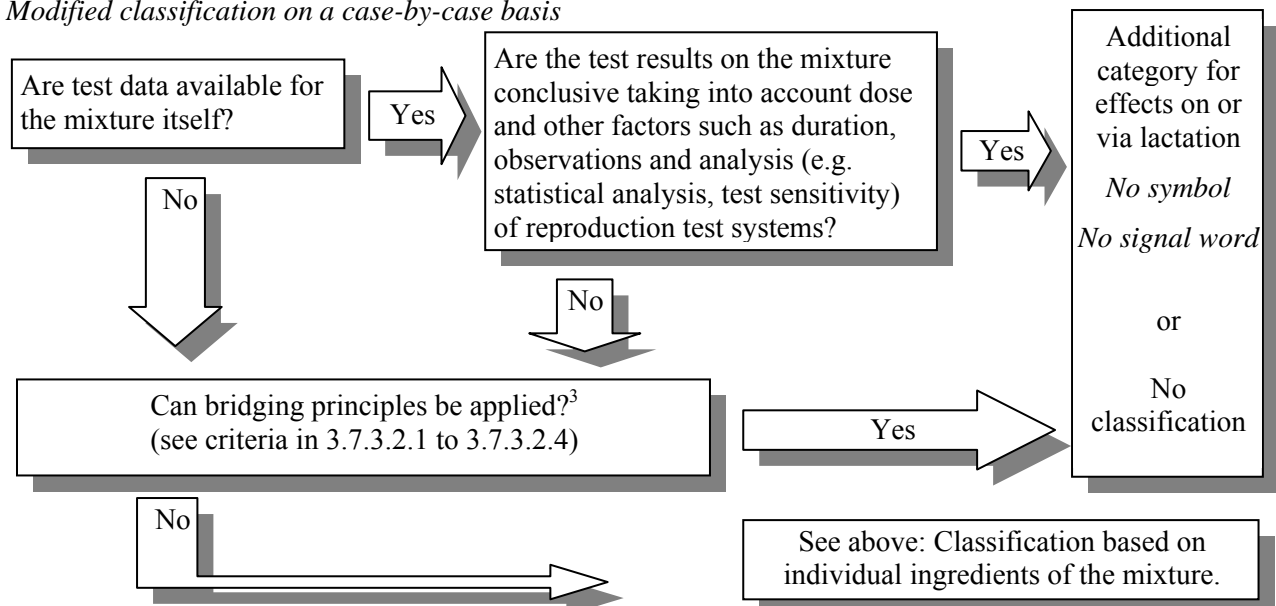 Modified classification on a case-by-case basis
Are test data available for
the mixture itself?
Yes
Are the test results on the mixture
conclusive taking into account dose
and other factors such as duration,
observations and analysis (e.g.
statistical analysis, test sensitivity)
of reproduction test systems?
Yes
Additional
category for
effects on or
via lactation
No symbol
No signal word
or
No
classification
No
No
Can bridging principles be applied?³
(see criteria in 3.7.3.2.1 to 3.7.3.2.4)
Yes
No
See above: Classification based on
individual ingredients of the mixture.